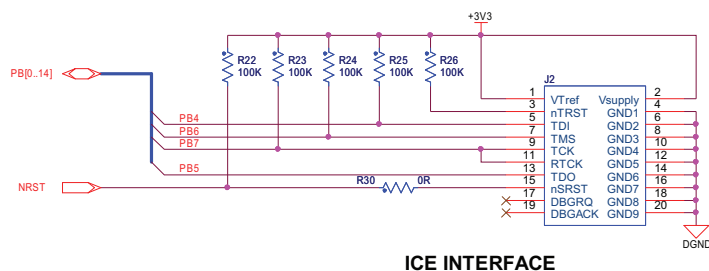 +3V3
R22 R23 R24 R25 R26
100K 100K 100K 100K 100K
J2
PB[0..14]
1 VTref Vsupply 2
3 nTRST GND1 4
PB4 5 TDI GND2 6
PB6 7 TMS GND3 8
PB7 9 TCK GND4 10
11 RTCK GND5 12
PB5 13 TDO GND6 14
NRST R30 0R 15 nSRST GND7 16
17 DBGRQ GND8 18
19 DBGACK GND9 20
DGND
ICE INTERFACE